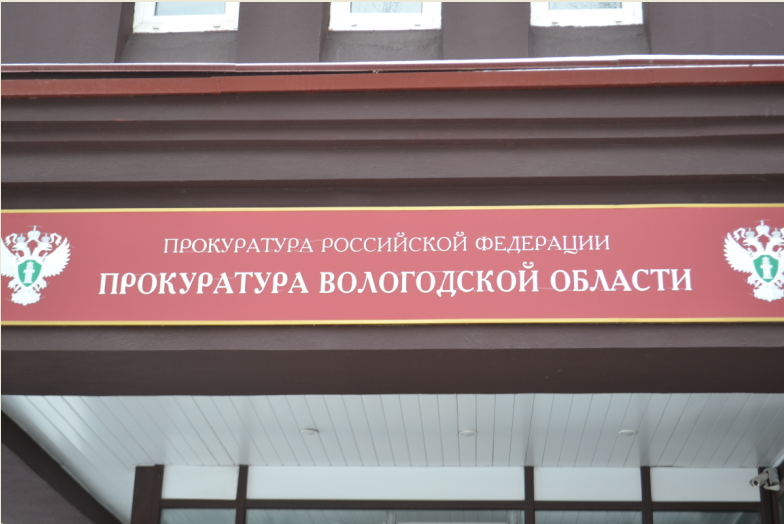 ПРОКУРАТУРА РОССИЙСКОЙ ФЕДЕРАЦИИ
ПРОКУРАТУРА ВОЛОГОДСКОЙ ОБЛАСТИ